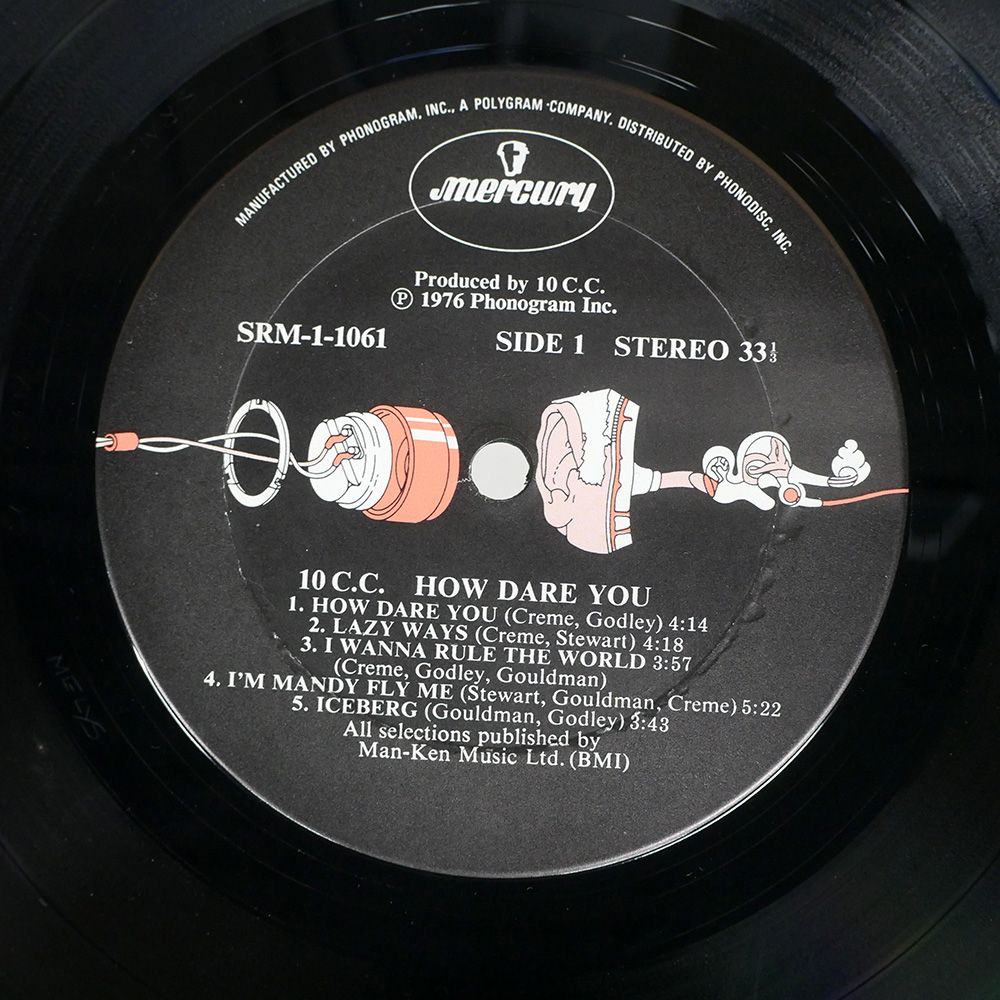 MANUFACTURED BY PHONOGRAM, INC., A POLYGRAM COMPANY. DISTRIBUTED BY PHONODISC, INC.
mercury
Produced by 10 C.C.
℗ 1976 Phonogram Inc.
SRM-1-1061 SIDE 1 STEREO 33⅓
10 C.C. HOW DARE YOU
1. HOW DARE YOU (Creme, Godley) 4:14
2. LAZY WAYS (Creme, Stewart) 4:18
3. I WANNA RULE THE WORLD 3:57
(Creme, Godley, Gouldman)
4. I'M MANDY FLY ME (Stewart, Gouldman, Creme) 5:22
5. ICEBERG (Gouldman, Godley) 3:43
All selections published by
Man-Ken Music Ltd. (BMI)